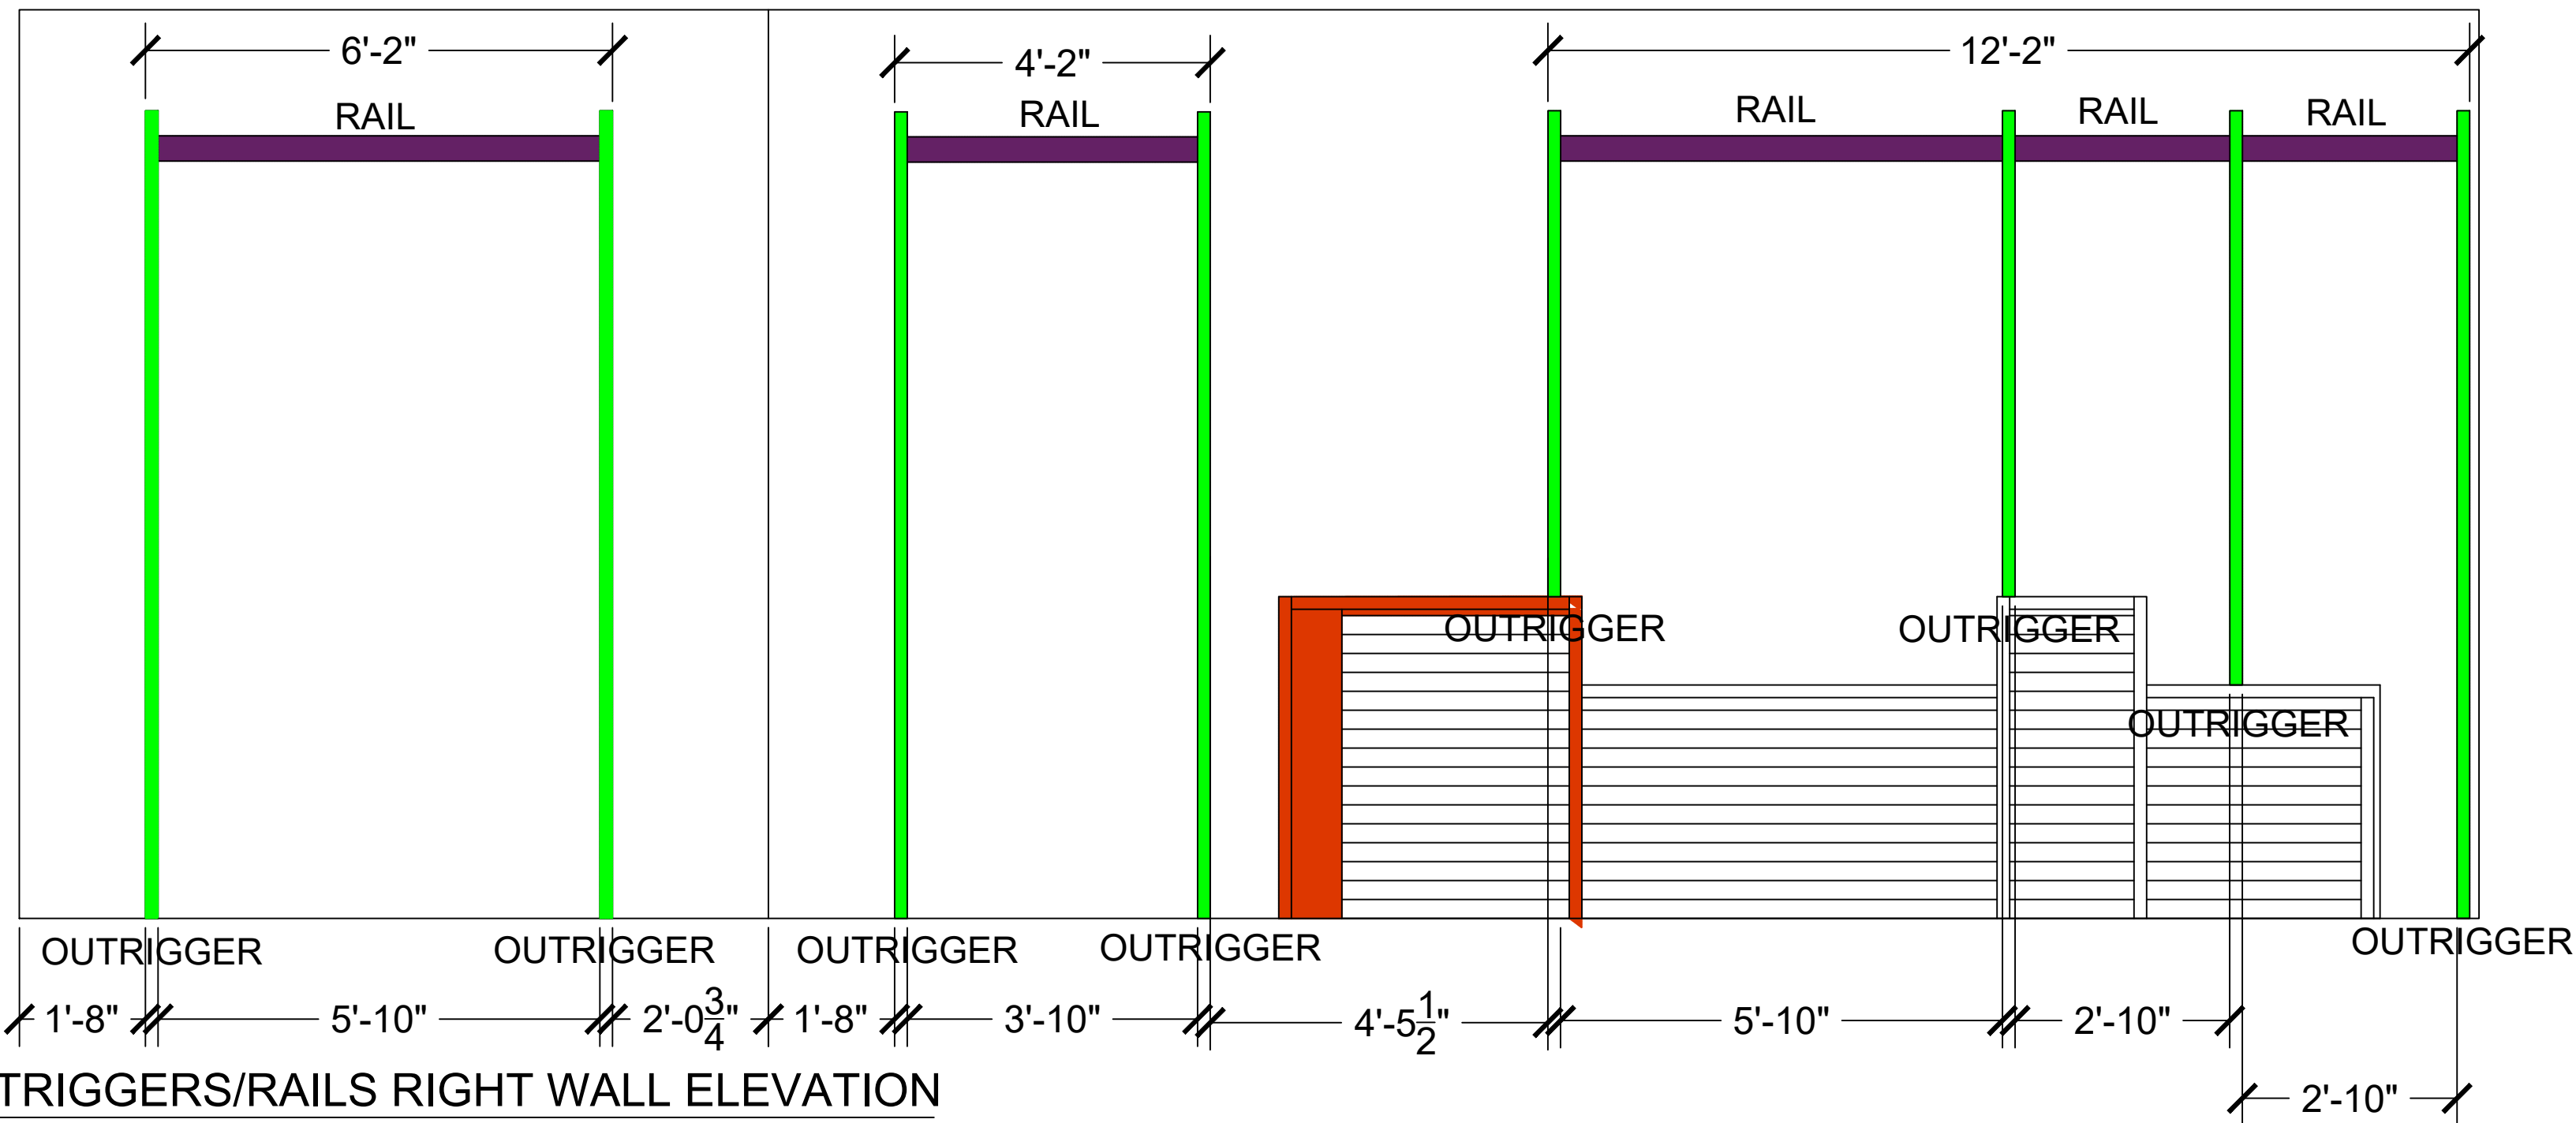 6'-2"
4'-2"
12'-2"
RAIL
RAIL
RAIL
RAIL
RAIL
OUTRIGGER
OUTRIGGER
OUTRIGGER
OUTRIGGER
OUTRIGGER
OUTRIGGER
OUTRIGGER
OUTRIGGER
1'-8"
5'-10"
2'-0 3/4"
1'-8"
3'-10"
4'-5 1/2"
5'-10"
2'-10"
TRIGGERS/RAILS RIGHT WALL ELEVATION
2'-10"